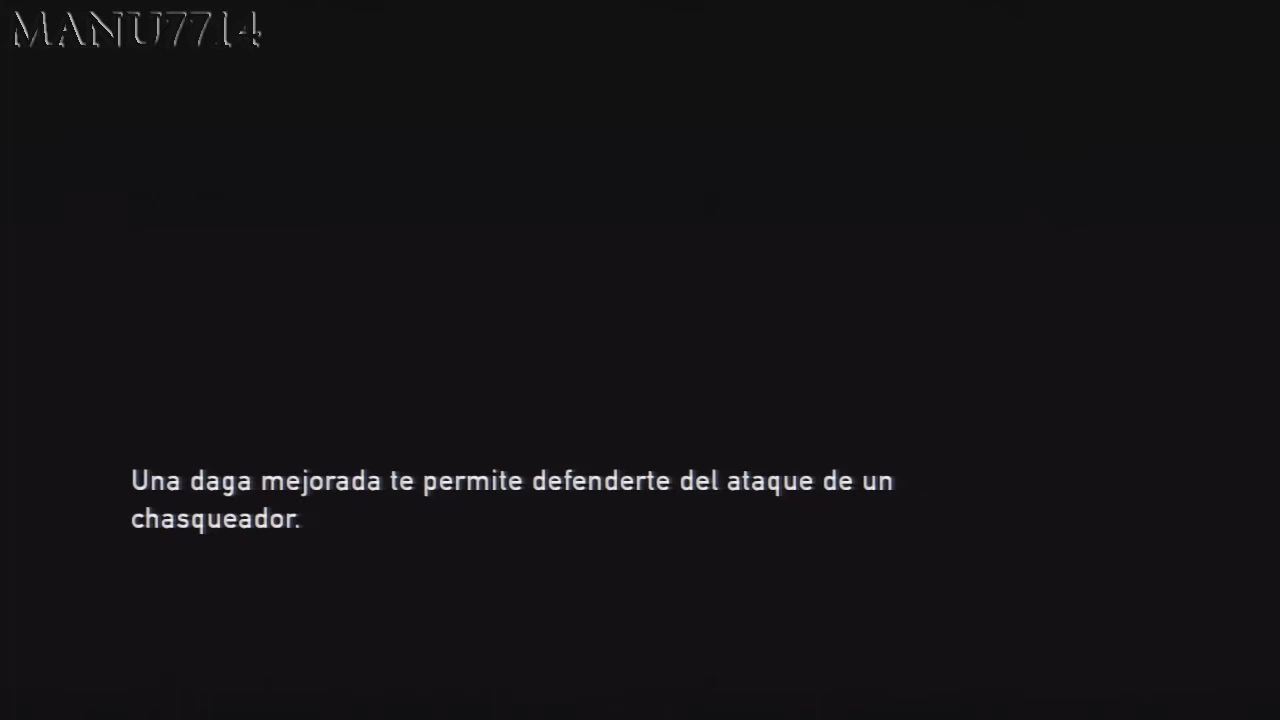 MANU7714
Una daga mejorada te permite defenderte del ataque de un
chasqueador.